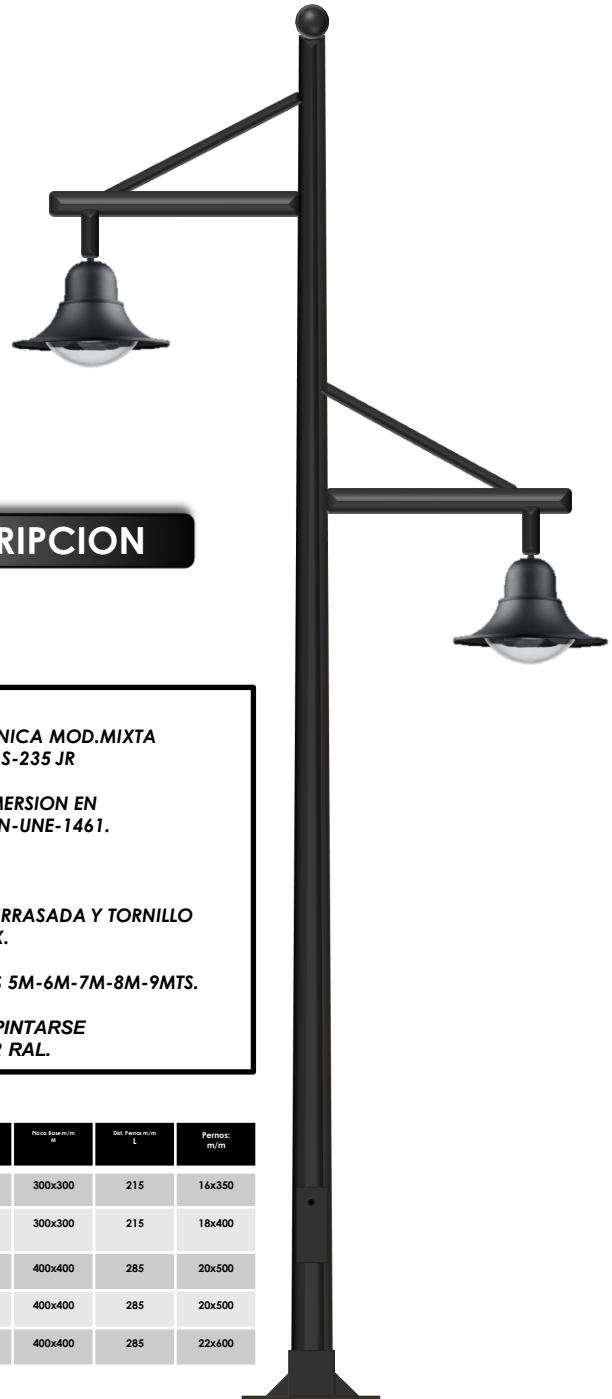 RIPCION
NICA MOD.MIXTA
S-235 JR
MERSION EN
N-UNE-1461.
RRASADA Y TORNILLO
X.
S 5M-6M-7M-8M-9MTS.
PINTARSE
R RAL.
Placa Base m/m M Dist. Pernos m/m L Pernos: m/m
300x300 215 16x350
300x300 215 18x400
400x400 285 20x500
400x400 285 20x500
400x400 285 22x600